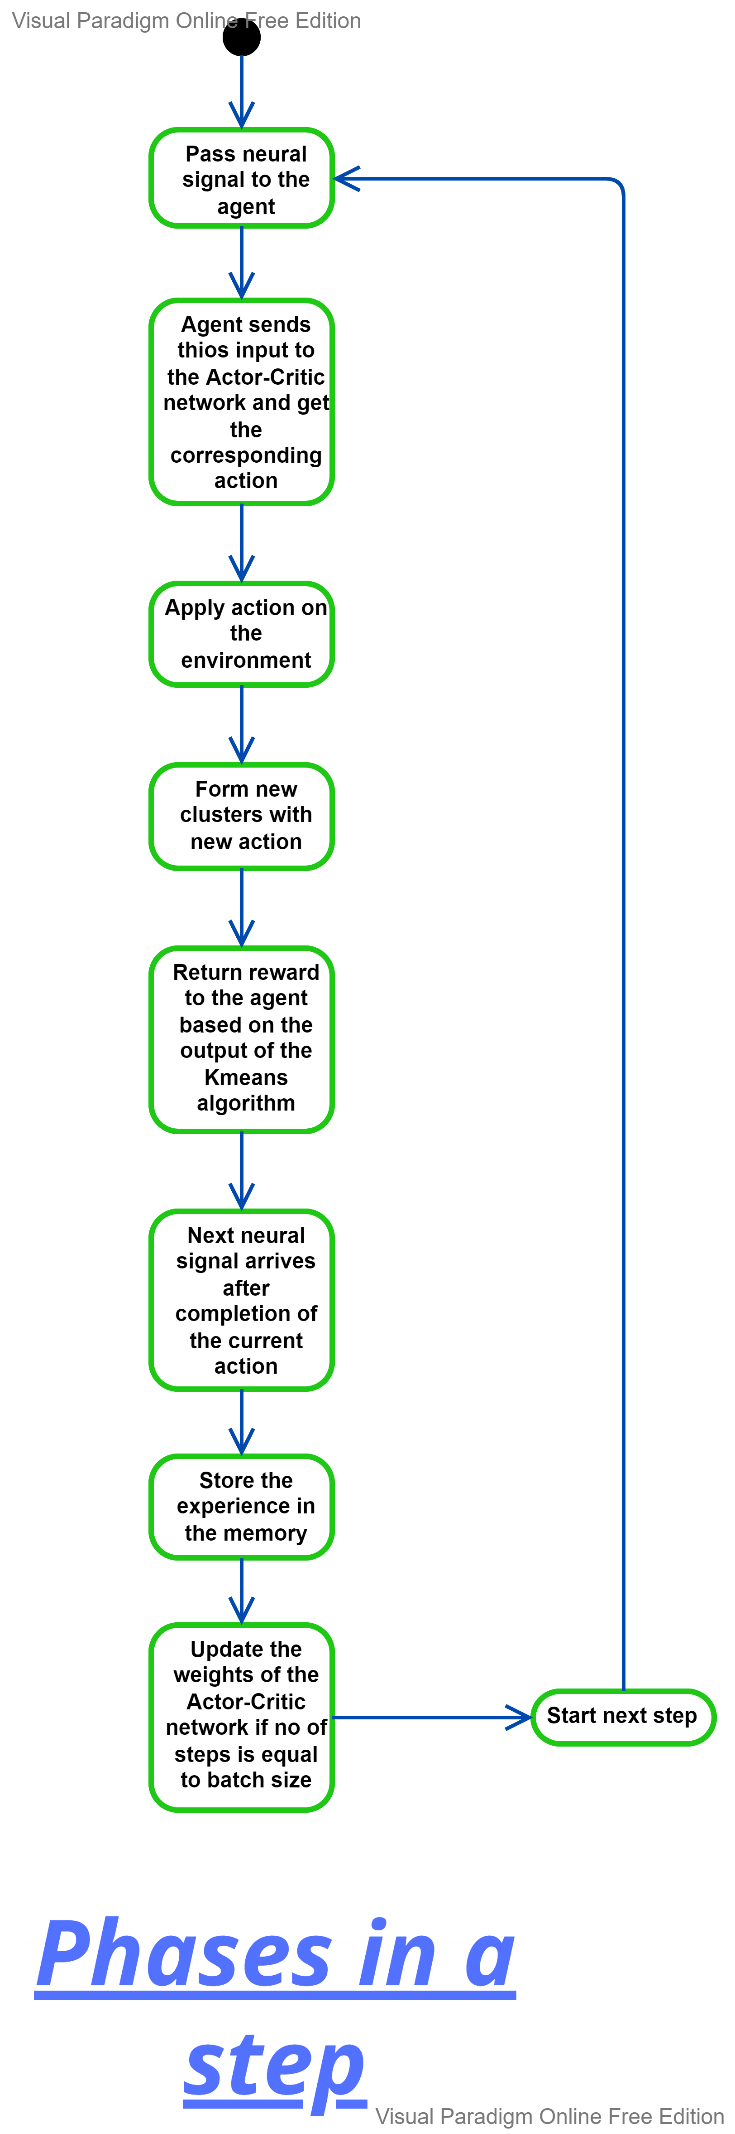 Visual Paradigm Online Free Edition
Pass neural
signal to the
agent
Agent sends
thios input to
the Actor-Critic
network and get
the
corresponding
action
Apply action on
the
environment
Form new
clusters with
new action
Return reward
to the agent
based on the
output of the
Kmeans
algorithm
Next neural
signal arrives
after
completion of
the current
action
Store the
experience in
the memory
Update the
weights of the
Actor-Critic
network if no of
steps is equal
to batch size
Start next step
Phases in a
step
Visual Paradigm Online Free Edition